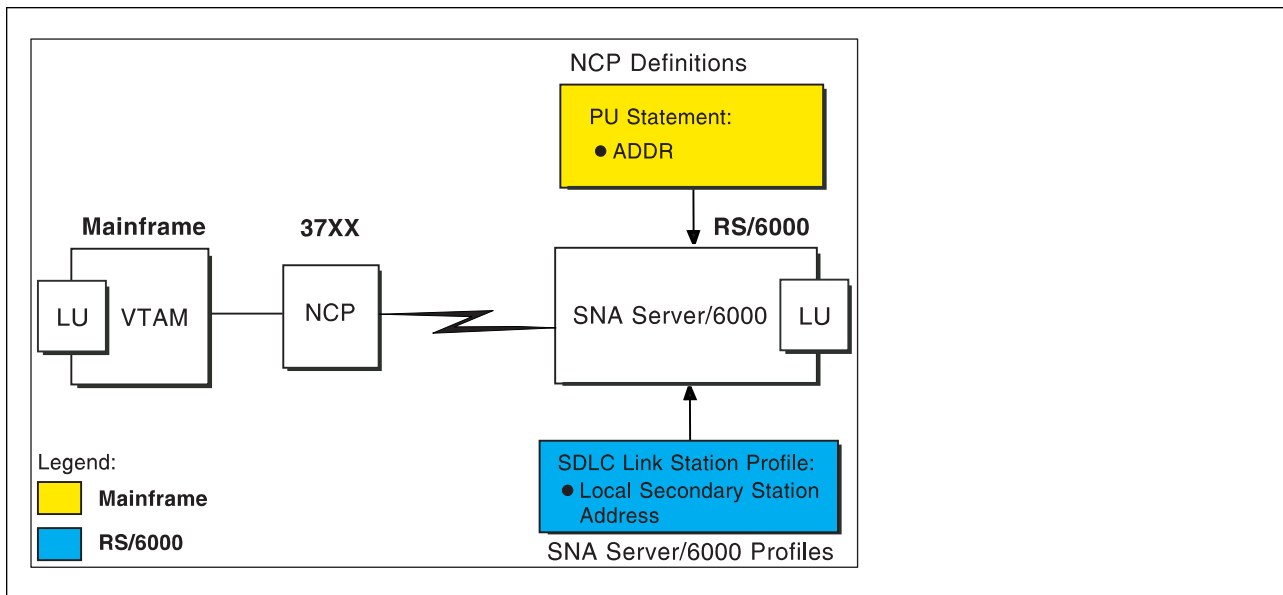 NCP Definitions
PU Statement:
● ADDR
Mainframe
37XX
RS/6000
LU
VTAM
NCP
SNA Server/6000
LU
Legend:
Mainframe
RS/6000
SDLC Link Station Profile:
● Local Secondary Station
Address
SNA Server/6000 Profiles